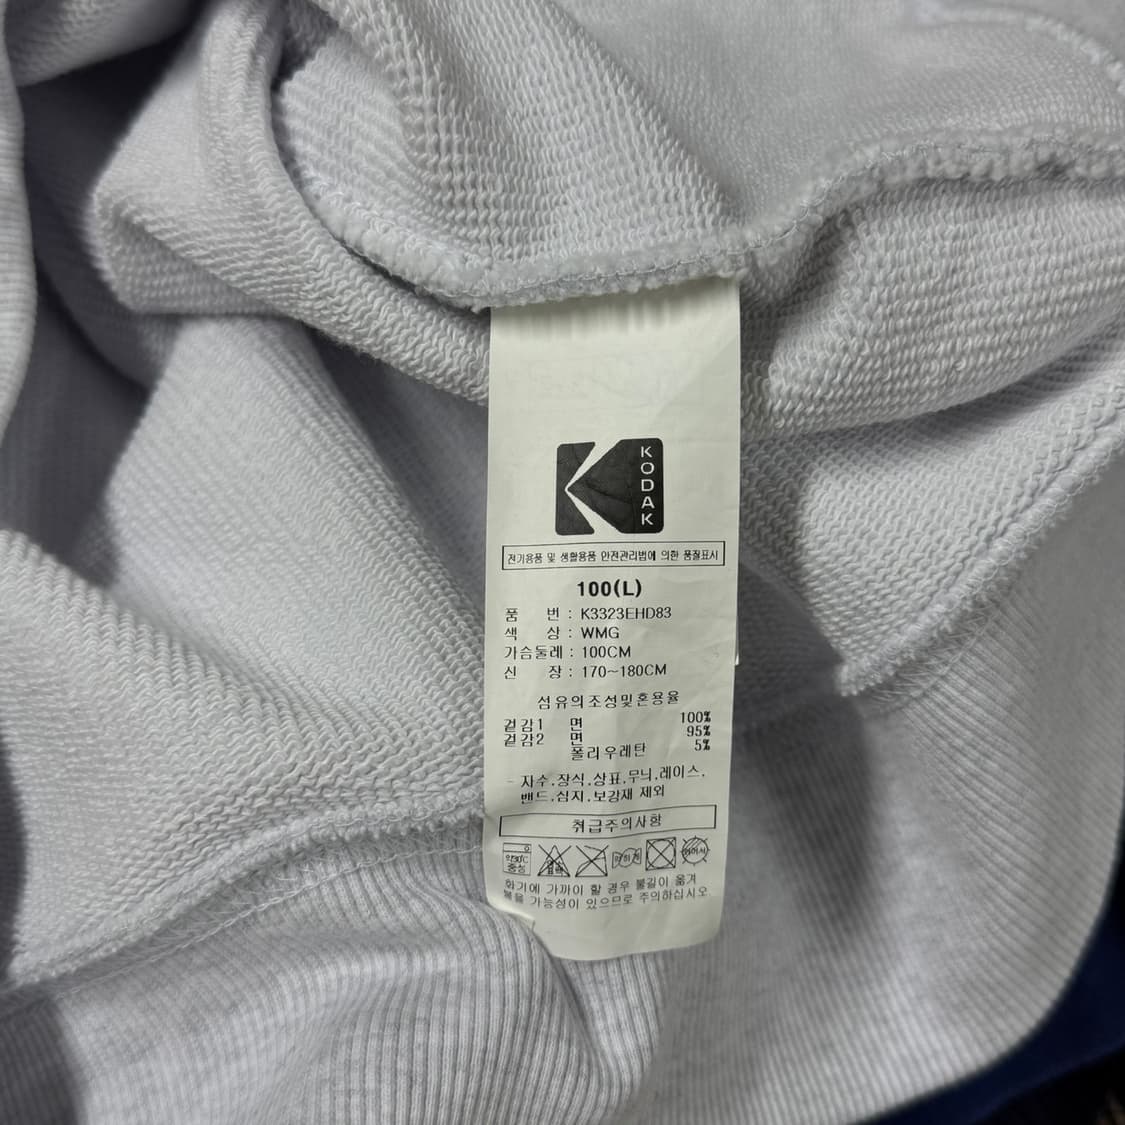 KODAK
전기용품 및 생활용품 안전관리법에 의한 품질표시
100(L)
품 번 : K3323EHD83
색 상 : WMG
가슴둘레 : 100CM
신 장 : 170~180CM
섬유의조성및혼용율
겉감1 면 100%
겉감2 면 95%
폴리우레탄 5%
- 자수,장식,상표,무늬,레이스,
밴드,심지,보강재 제외
취급주의사항
약30℃
중성
화기에 가까이 할 경우 불길이 옮겨
붙을 가능성이 있으므로 주의하십시오.